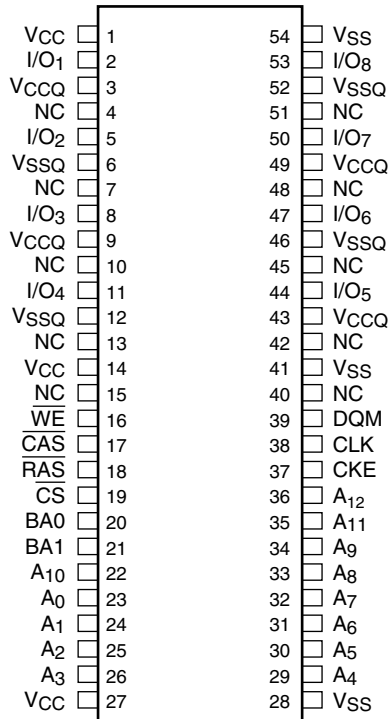 VCC 1 54 VSS
I/O1 2 53 I/O8
VCCQ 3 52 VSSQ
NC 4 51 NC
I/O2 5 50 I/O7
VSSQ 6 49 VCCQ
NC 7 48 NC
I/O3 8 47 I/O6
VCCQ 9 46 VSSQ
NC 10 45 NC
I/O4 11 44 I/O5
VSSQ 12 43 VCCQ
NC 13 42 NC
VCC 14 41 VSS
NC 15 40 NC
WE 16 39 DQM
CAS 17 38 CLK
RAS 18 37 CKE
CS 19 36 A12
BA0 20 35 A11
BA1 21 34 A9
A10 22 33 A8
A0 23 32 A7
A1 24 31 A6
A2 25 30 A5
A3 26 29 A4
VCC 27 28 VSS